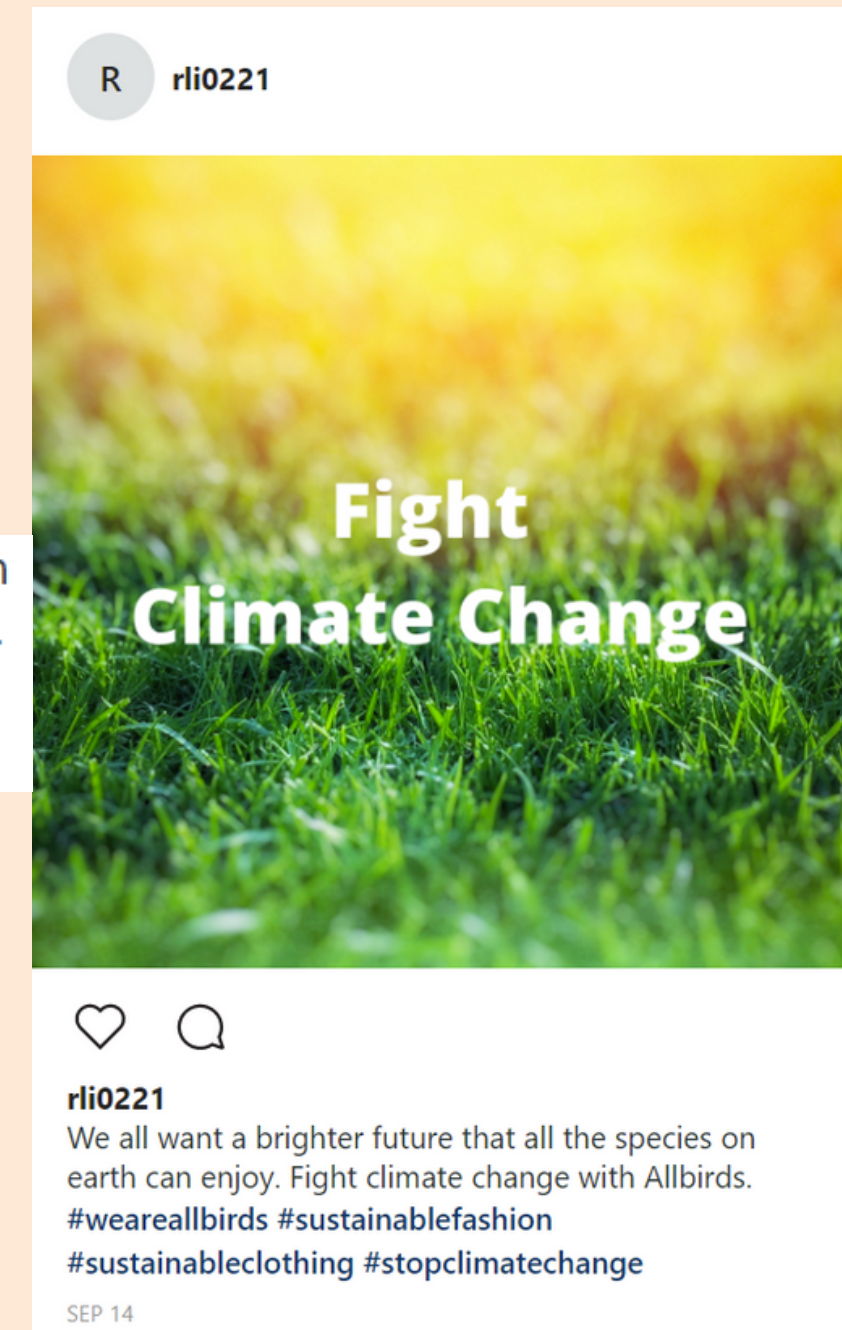 R
rli0221
Fight
Climate Change
rli0221
We all want a brighter future that all the species on
earth can enjoy. Fight climate change with Allbirds.
#weareallbirds #sustainablefashion
#sustainableclothing #stopclimatechange
SEP 14